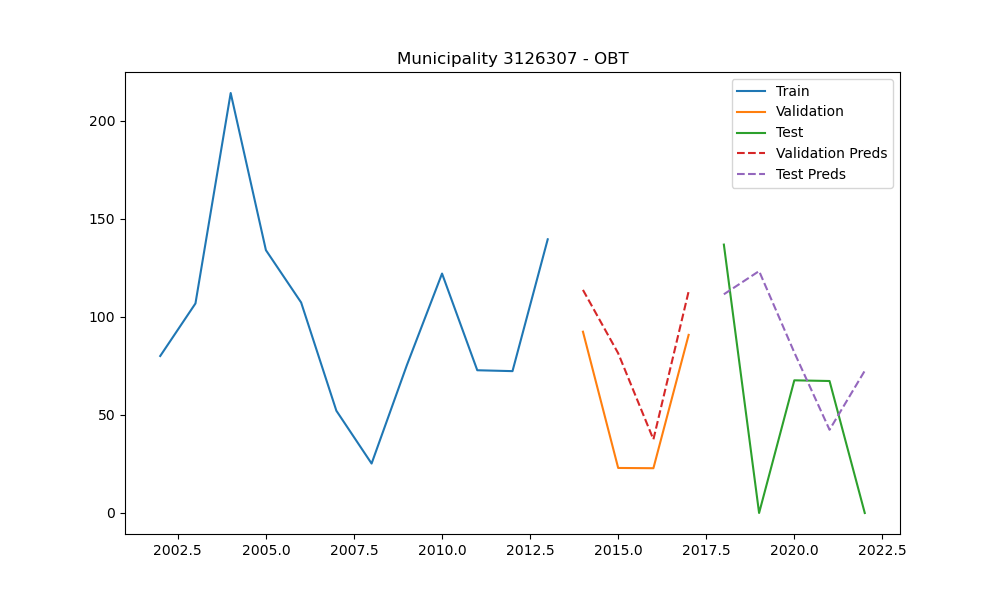 Municipality 3126307 - OBT
Train
Validation
Test
Validation Preds
Test Preds
200
150
100
50
0
2002.5 2005.0 2007.5 2010.0 2012.5 2015.0 2017.5 2020.0 2022.5